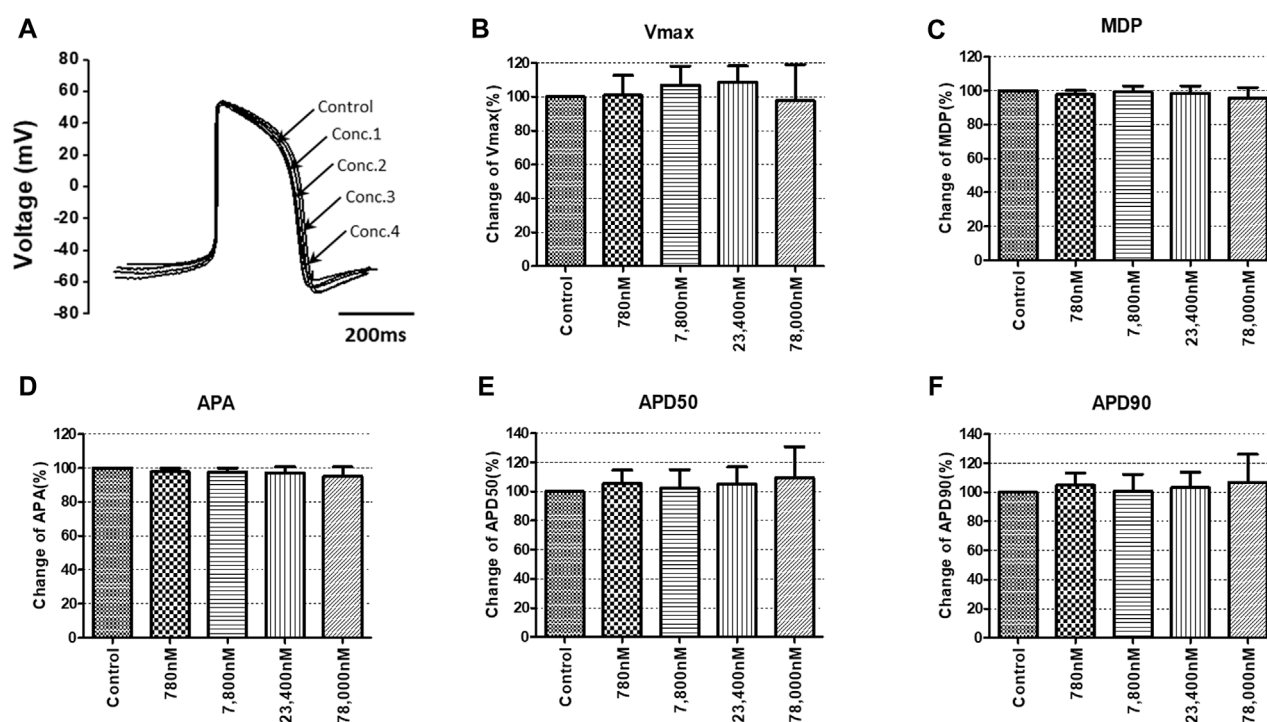 A
Voltage (mV)
80
60
40
20
0
-20
-40
-60
-80
Control
Conc.1
Conc.2
Conc.3
Conc.4
200ms
B
Vmax
Change of Vmax(%)
120
100
80
60
40
20
0
Control
780nM
7,800nM
23,400nM
78,000nM
C
MDP
Change of MDP(%)
120
100
80
60
40
20
0
Control
780nM
7,800nM
23,400nM
78,000nM
D
APA
Change of APA(%)
120
100
80
60
40
20
0
Control
780nM
7,800nM
23,400nM
78,000nM
E
APD50
Change of APD50(%)
140
120
100
80
60
40
20
0
Control
780nM
7,800nM
23,400nM
78,000nM
F
APD90
Change of APD90(%)
140
120
100
80
60
40
20
0
Control
780nM
7,800nM
23,400nM
78,000nM